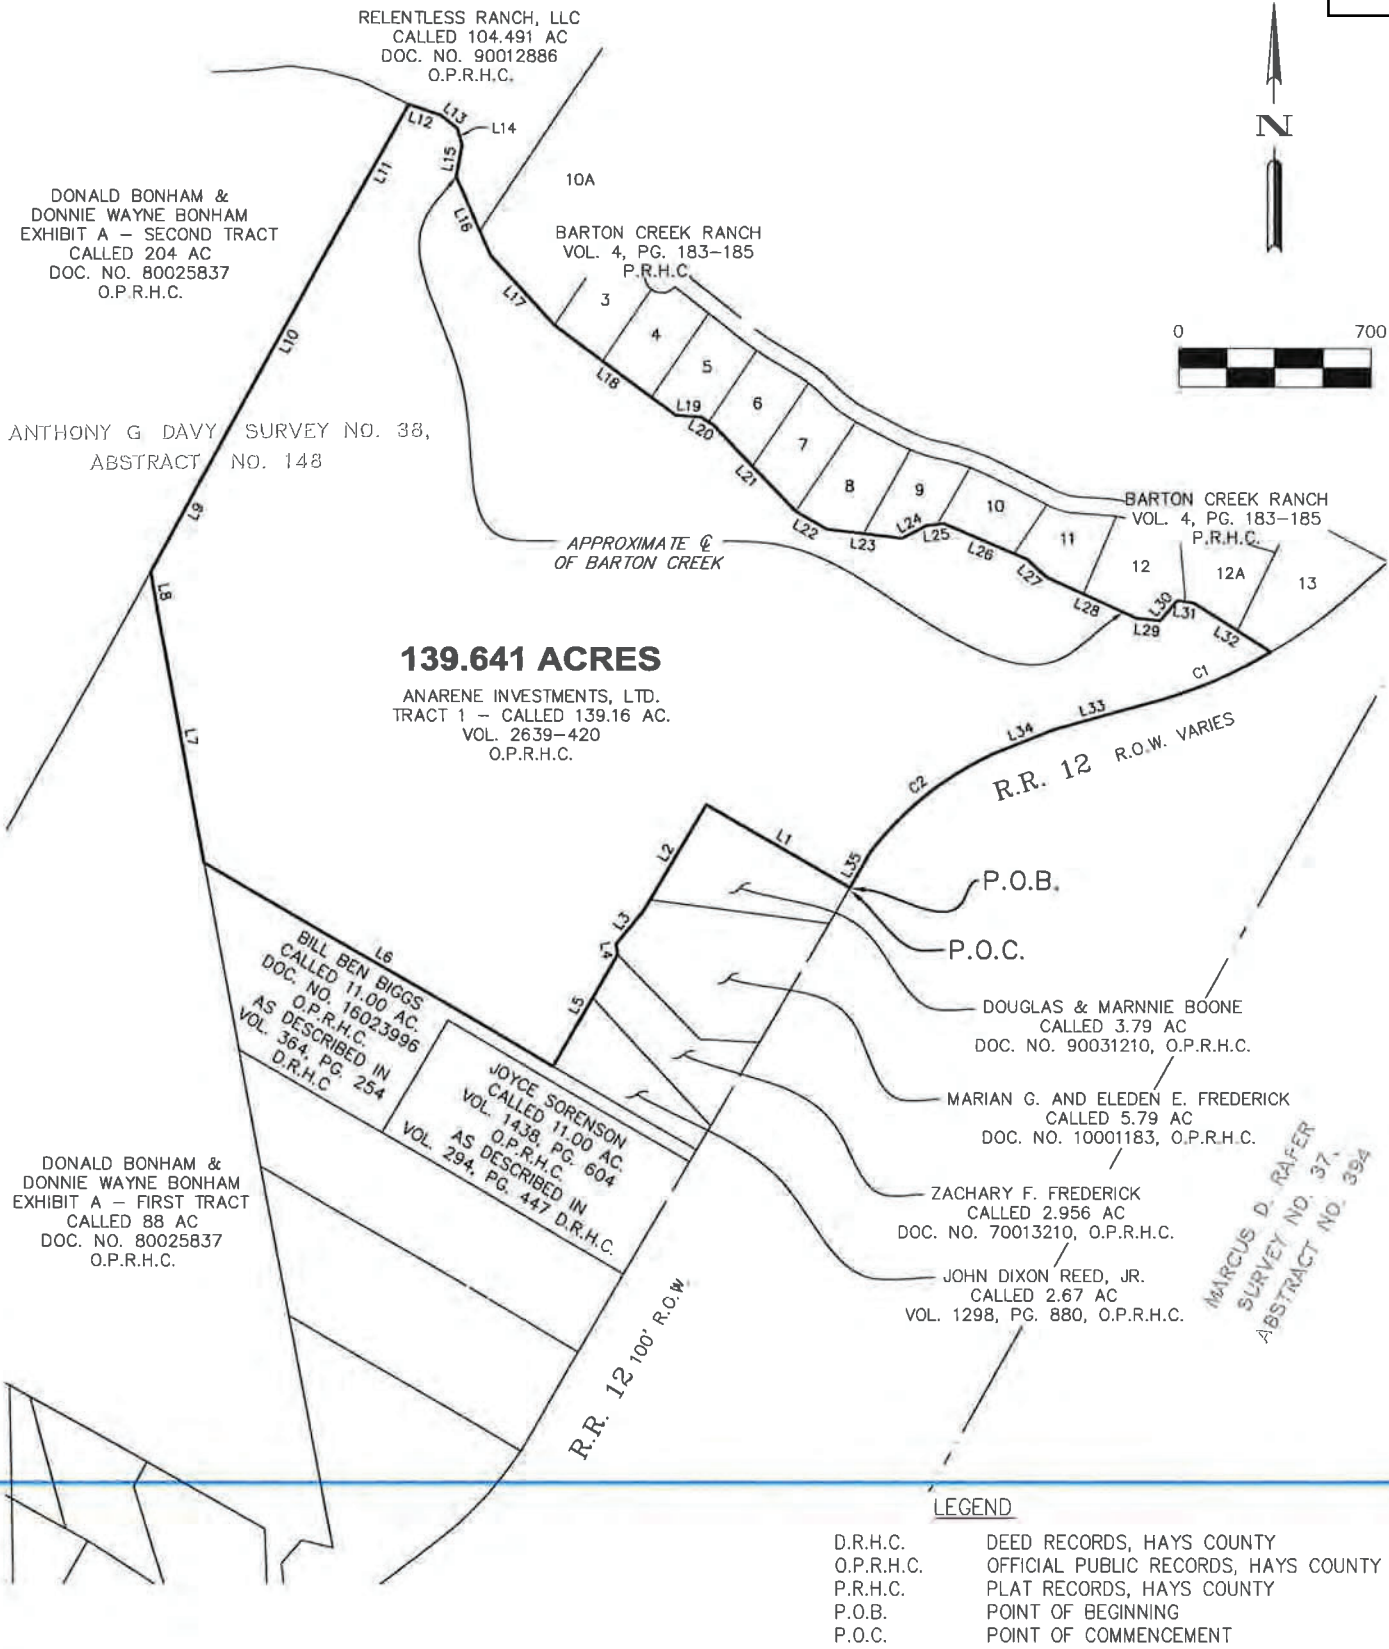 RELENTLESS RANCH, LLC
CALLED 104.491 AC
DOC. NO. 90012886
O.P.R.H.C.
N
0
700
DONALD BONHAM &
DONNIE WAYNE BONHAM
EXHIBIT A – SECOND TRACT
CALLED 204 AC
DOC. NO. 80025837
O.P.R.H.C.
L11
L12
L13
L14
L15
L16
L17
L18
L19
L20
L21
L22
L23
L24
L25
L26
L27
L28
L29
L30
L31
L32
10A
BARTON CREEK RANCH
VOL. 4, PG. 183–185
P.R.H.C.
3
4
5
6
7
8
9
10
11
12
12A
13
BARTON CREEK RANCH
VOL. 4, PG. 183–185
P.R.H.C.
L10
L9
L8
L7
ANTHONY G DAVY SURVEY NO. 38,
ABSTRACT NO. 148
APPROXIMATE ℄
OF BARTON CREEK
139.641 ACRES
ANARENE INVESTMENTS, LTD.
TRACT 1 – CALLED 139.16 AC.
VOL. 2639–420
O.P.R.H.C.
C1
L33
L34
C2
L35
R.R. 12 R.O.W. VARIES
L1
L2
L3
L4
L5
L6
P.O.B.
P.O.C.
BILL BEN BIGGS
CALLED 11.00 AC.
DOC. NO. 16023996
O.P.R.H.C.
AS DESCRIBED IN
VOL. 364, PG. 254
D.R.H.C
JOYCE SORENSON
CALLED 11.00 AC.
VOL. 1438, PG. 604
O.P.R.H.C.
AS DESCRIBED IN
VOL. 294, PG. 447 D.R.H.C.
DOUGLAS & MARNNIE BOONE
CALLED 3.79 AC
DOC. NO. 90031210, O.P.R.H.C.
MARIAN G. AND ELEDEN E. FREDERICK
CALLED 5.79 AC
DOC. NO. 10001183, O.P.R.H.C.
ZACHARY F. FREDERICK
CALLED 2.956 AC
DOC. NO. 70013210, O.P.R.H.C.
JOHN DIXON REED, JR.
CALLED 2.67 AC
VOL. 1298, PG. 880, O.P.R.H.C.
MARCUS D. RAFER
SURVEY NO. 37,
ABSTRACT NO. 394
DONALD BONHAM &
DONNIE WAYNE BONHAM
EXHIBIT A – FIRST TRACT
CALLED 88 AC
DOC. NO. 80025837
O.P.R.H.C.
R.R. 12 100' R.O.W.
LEGEND
D.R.H.C. DEED RECORDS, HAYS COUNTY
O.P.R.H.C. OFFICIAL PUBLIC RECORDS, HAYS COUNTY
P.R.H.C. PLAT RECORDS, HAYS COUNTY
P.O.B. POINT OF BEGINNING
P.O.C. POINT OF COMMENCEMENT